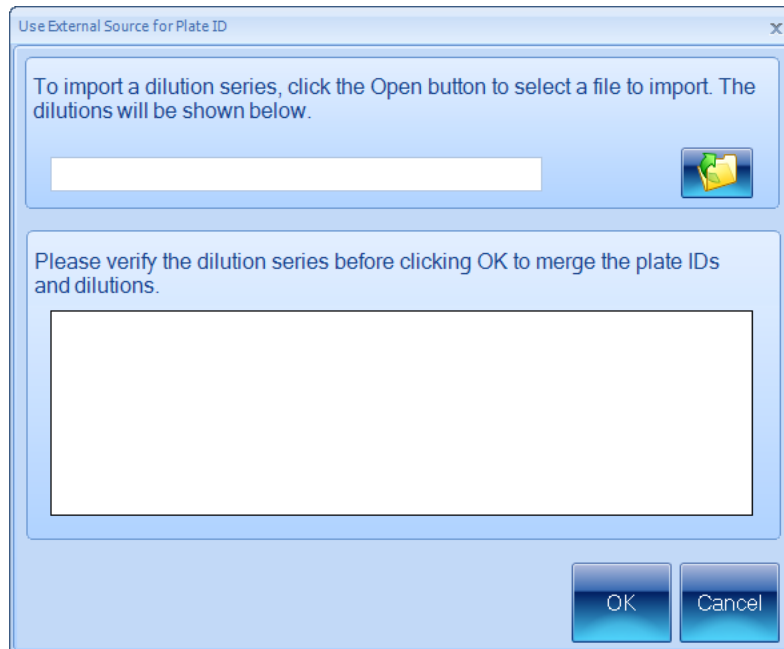 Use External Source for Plate ID
x
To import a dilution series, click the Open button to select a file to import. The
dilutions will be shown below.
Please verify the dilution series before clicking OK to merge the plate IDs
and dilutions.
OK
Cancel